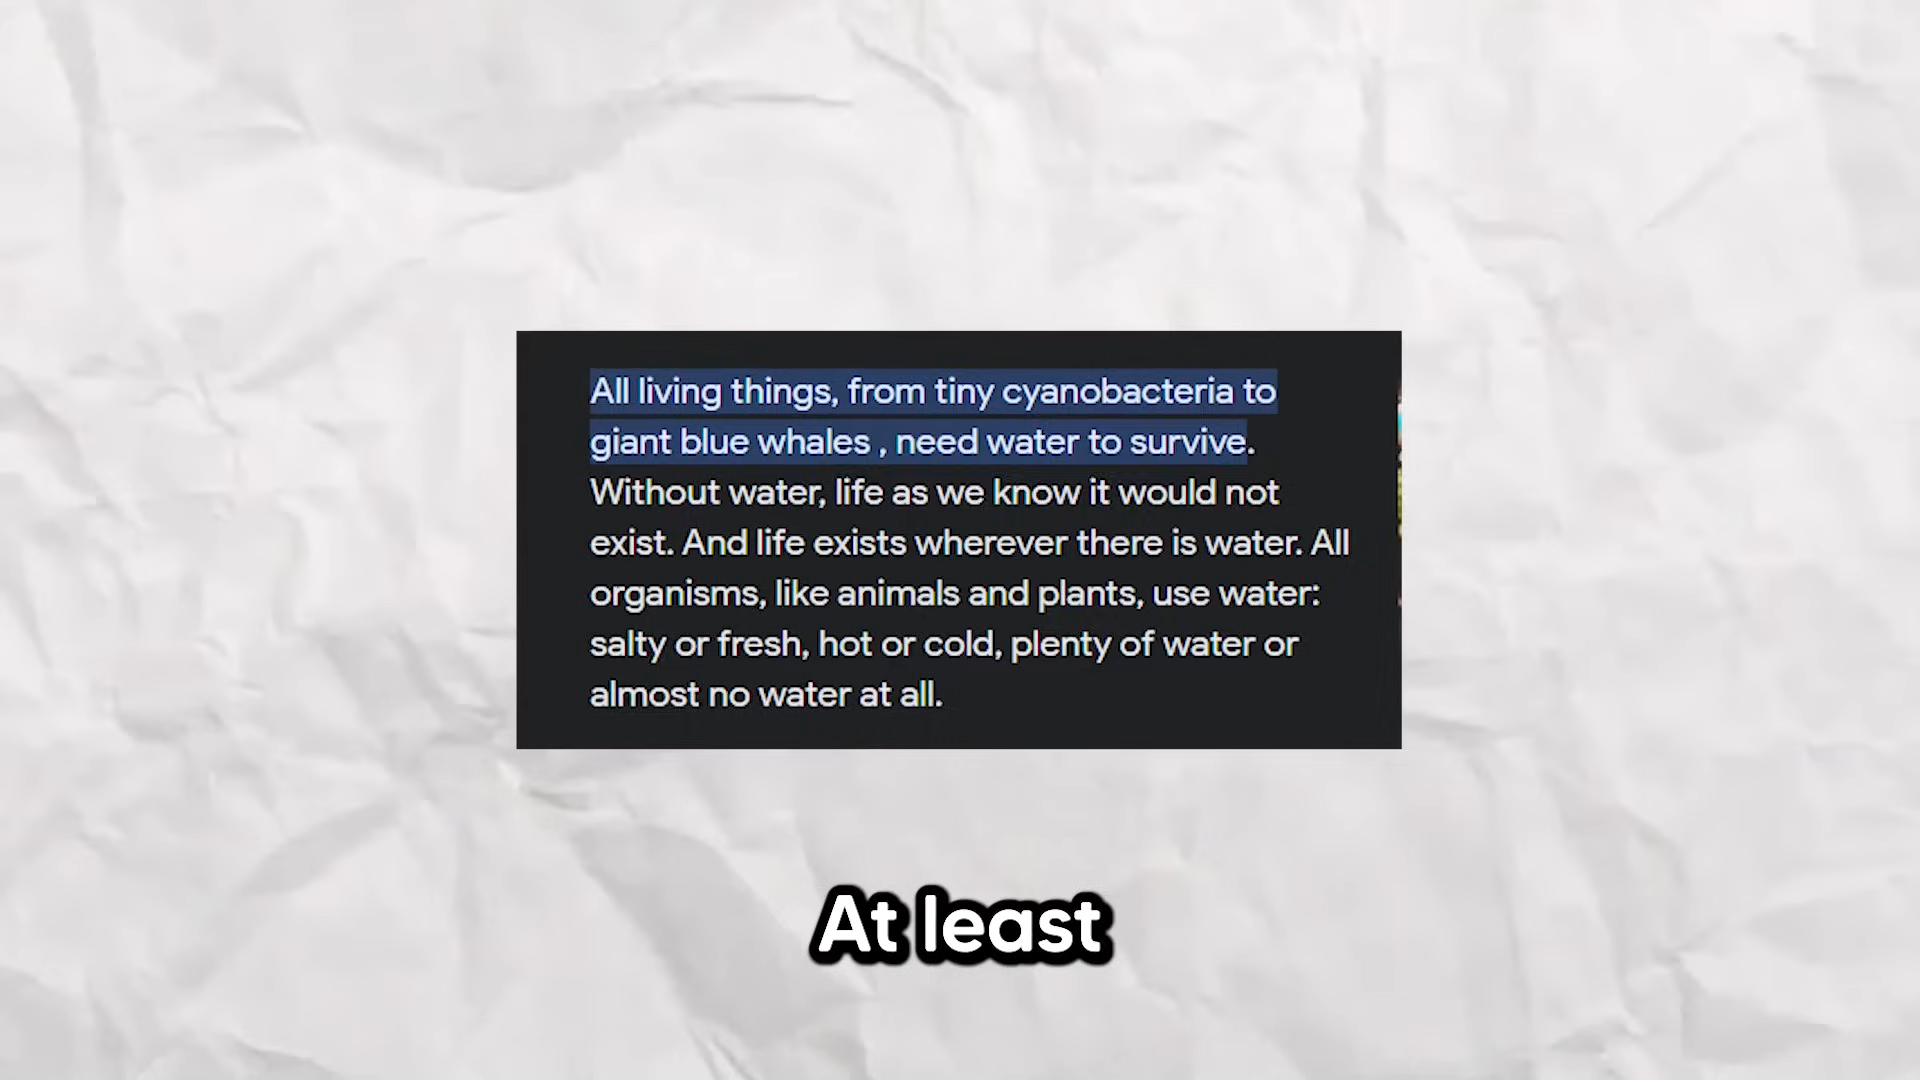 All living things, from tiny cyanobacteria to
giant blue whales , need water to survive.
Without water, life as we know it would not
exist. And life exists wherever there is water. All
organisms, like animals and plants, use water:
salty or fresh, hot or cold, plenty of water or
almost no water at all.
At least